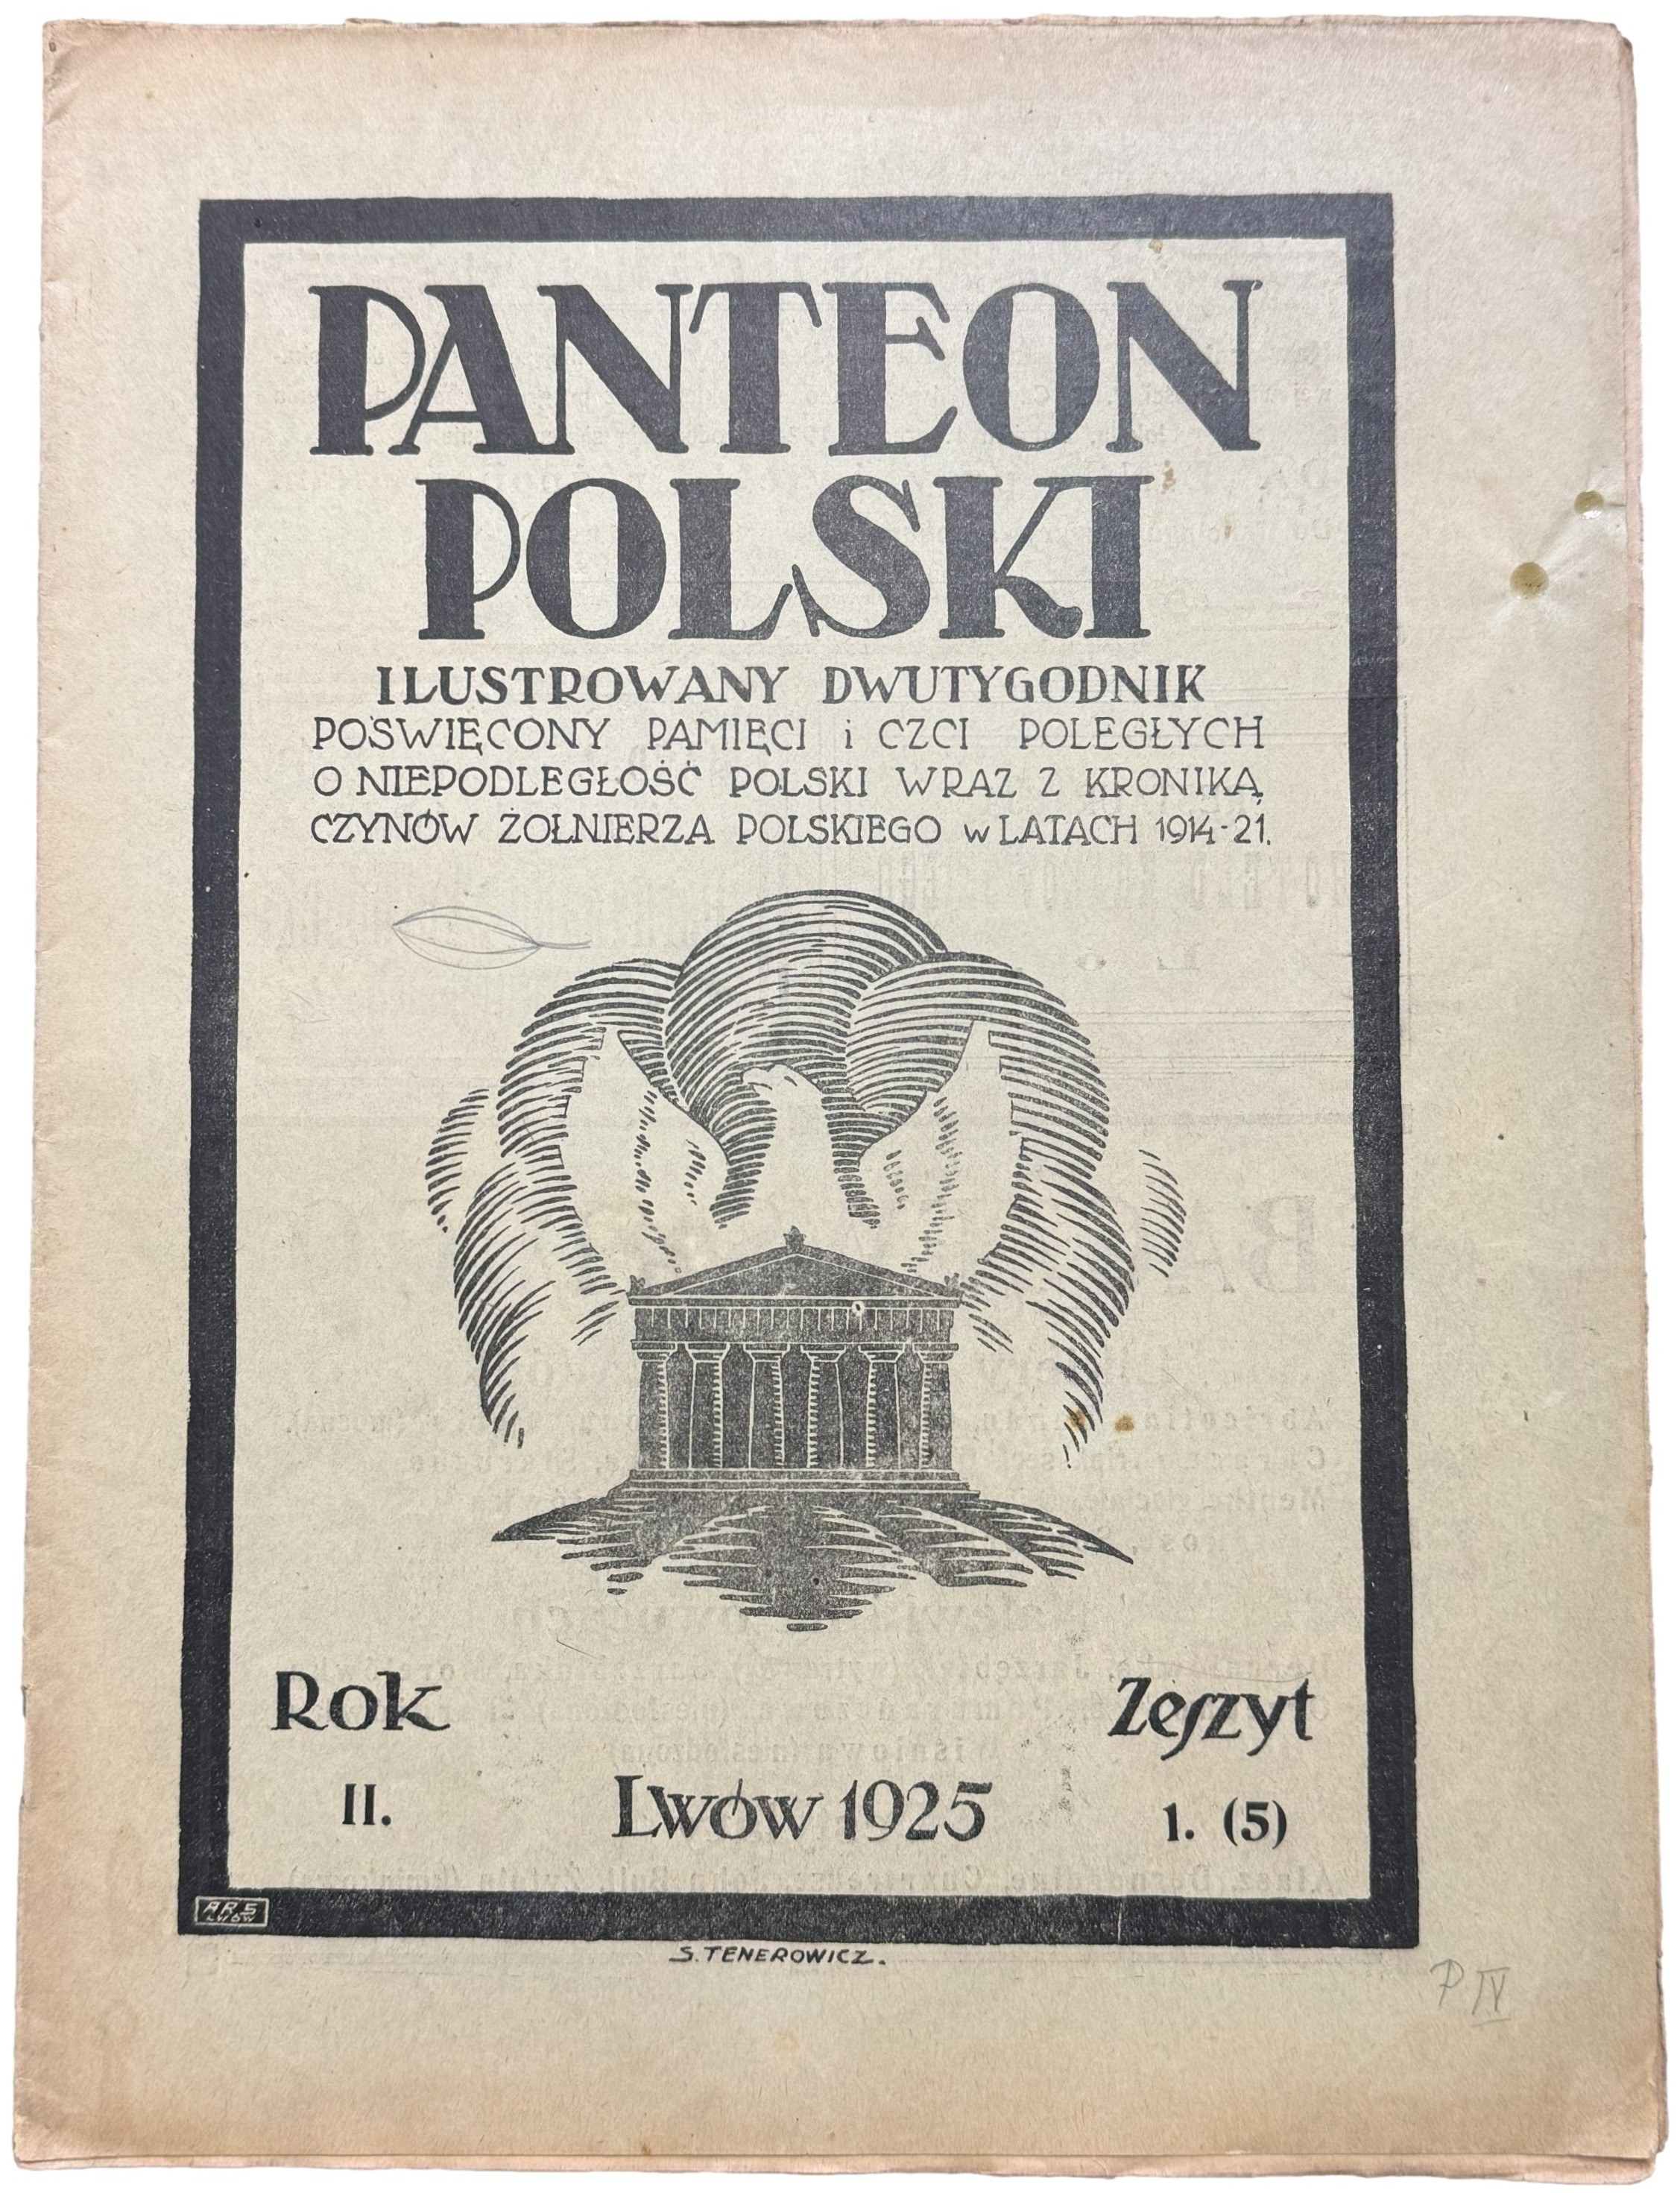 PANTEON
POLSKI
ILUSTROWANY DWUTYGODNIK
POŚWIĘCONY PAMIĘCI i CZCI POLEGŁYCH
O NIEPODLEGŁOŚĆ POLSKI WRAZ Z KRONIKĄ
CZYNÓW ŻOŁNIERZA POLSKIEGO w LATACH 1914-21.
Rok
II.
Lwów 1925
Zeszyt
1. (5)
ARS
LWÓW
S. TENEROWICZ.
P IV